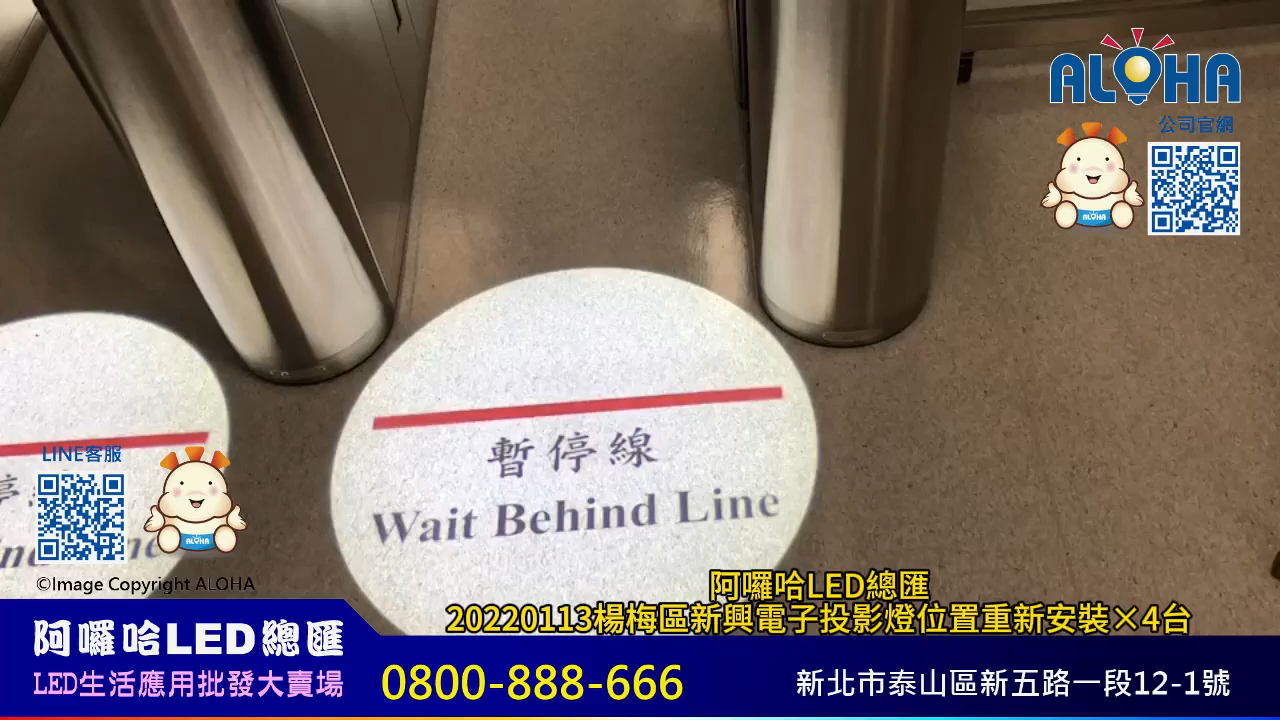 ALOHA
公司官網
ALOHA
暫停線
Wait Behind Line
LINE客服
ALOHA
©Image Copyright ALOHA
阿囉哈LED總匯
20220113楊梅區新興電子投影燈位置重新安裝×4台
阿囉哈LED總匯
LED生活應用批發大賣場
0800-888-666
新北市泰山區新五路一段12-1號